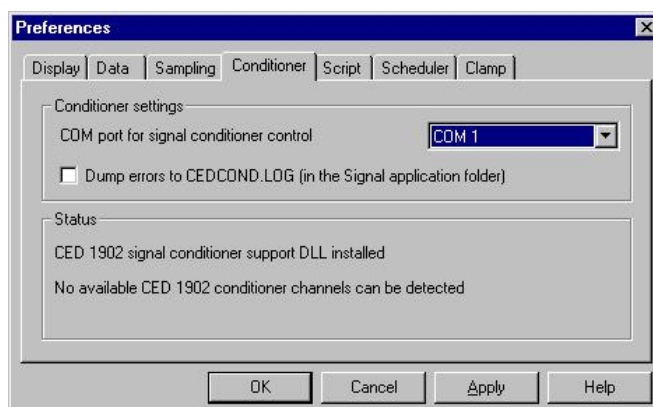 Preferences
Display Data Sampling Conditioner Script Scheduler Clamp
Conditioner settings
COM port for signal conditioner control COM 1
Dump errors to CEDCOND.LOG (in the Signal application folder)
Status
CED 1902 signal conditioner support DLL installed
No available CED 1902 conditioner channels can be detected
OK Cancel Apply Help